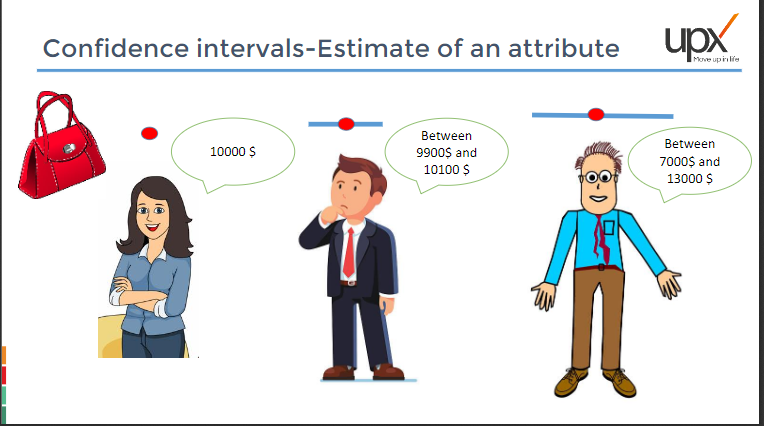 Confidence intervals-Estimate of an attribute
upx
Move up in life
10000 $
Between
9900$ and
10100 $
Between
7000$ and
13000 $